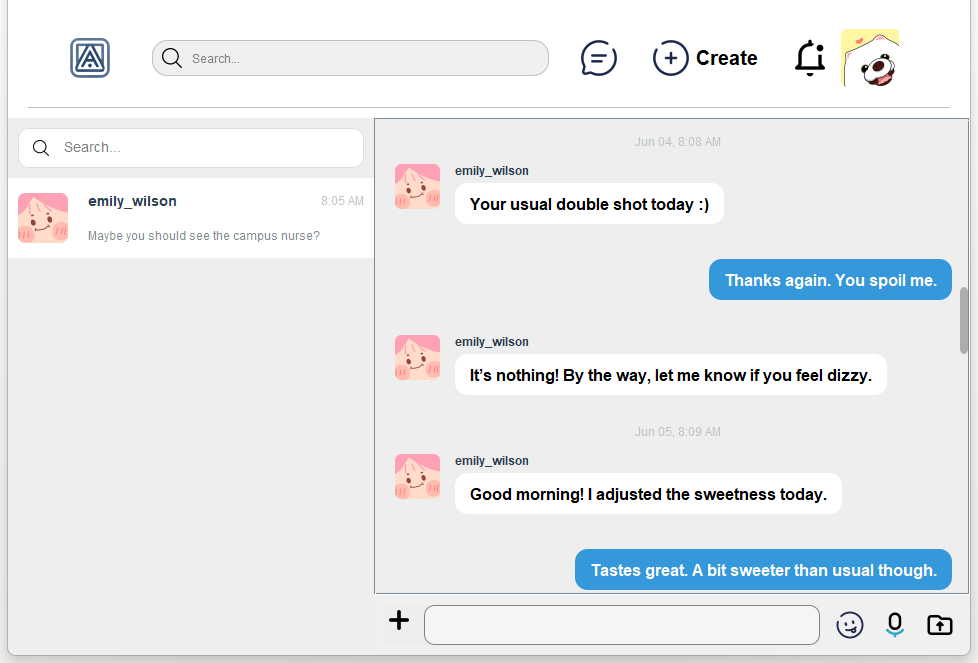 Search...
Create
Search...
emily_wilson
8:05 AM
Maybe you should see the campus nurse?
Jun 04, 8:08 AM
emily_wilson
Your usual double shot today :)
Thanks again. You spoil me.
emily_wilson
It's nothing! By the way, let me know if you feel dizzy.
Jun 05, 8:09 AM
emily_wilson
Good morning! I adjusted the sweetness today.
Tastes great. A bit sweeter than usual though.